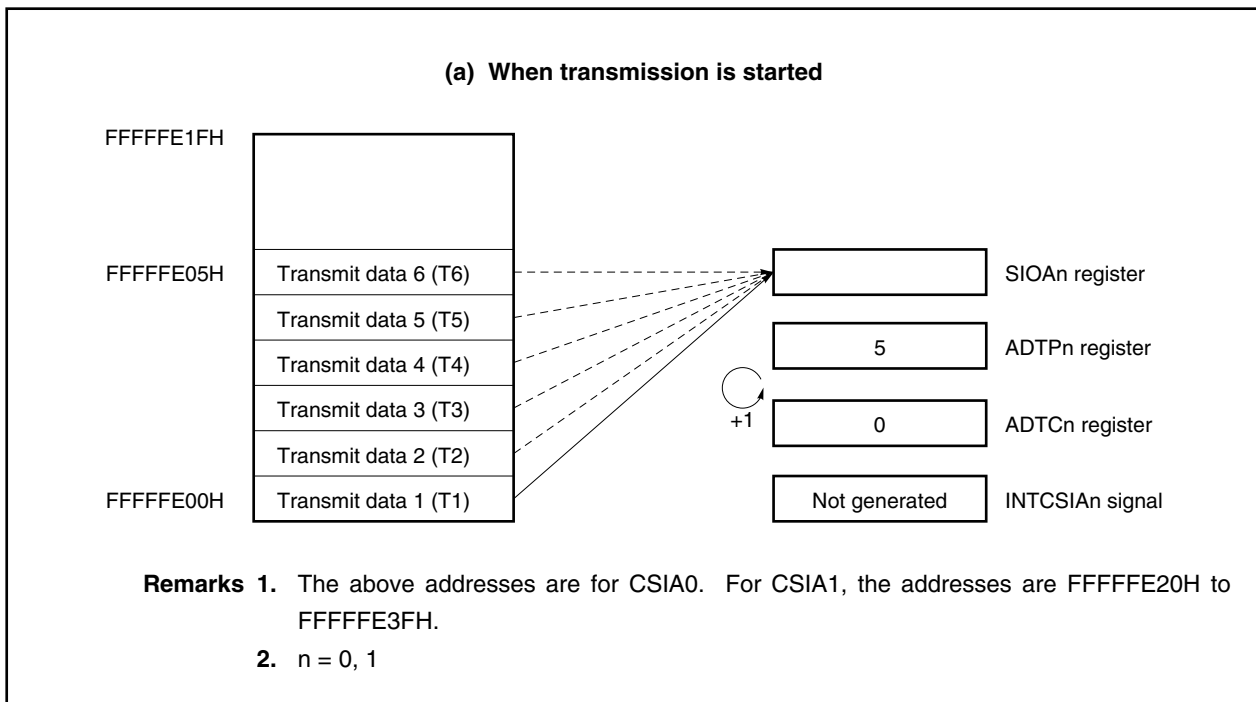 (a) When transmission is started
FFFFFE1FH
FFFFFE05H
Transmit data 6 (T6)
SIOAn register
Transmit data 5 (T5)
5
ADTPn register
Transmit data 4 (T4)
Transmit data 3 (T3)
+1
0
ADTCn register
Transmit data 2 (T2)
FFFFFE00H
Transmit data 1 (T1)
Not generated
INTCSIAn signal
Remarks 1. The above addresses are for CSIA0. For CSIA1, the addresses are FFFFFE20H to
FFFFFE3FH.
2. n = 0, 1